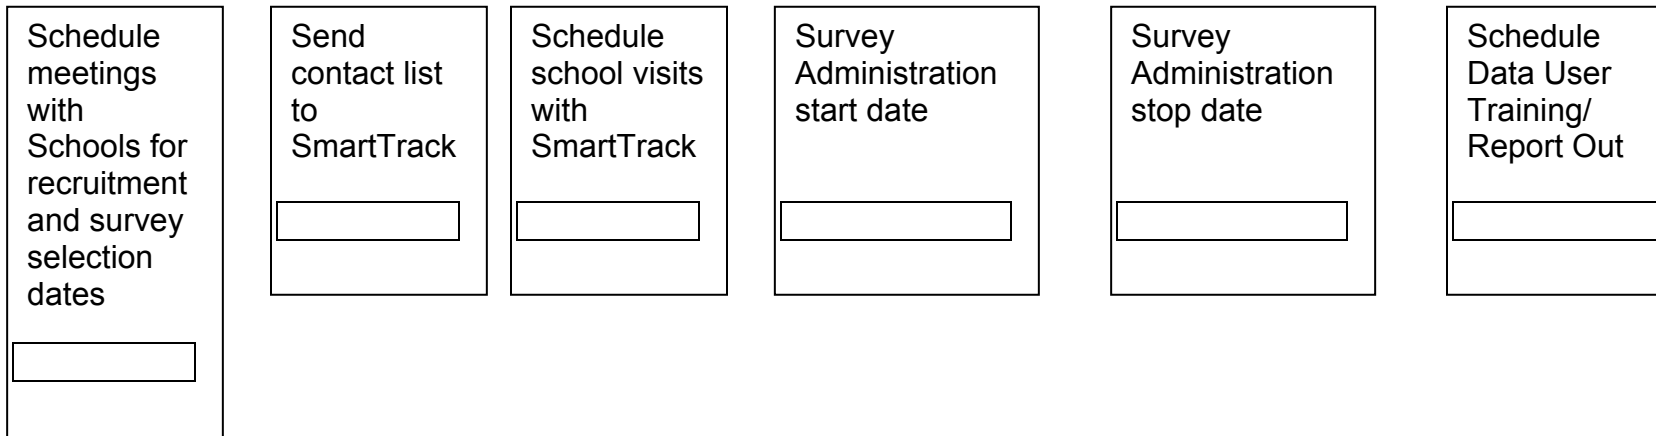 Schedule
meetings
with
Schools for
recruitment
and survey
selection
dates
Send
contact list
to
SmartTrack
Schedule
school visits
with
SmartTrack
Survey
Administration
start date
Survey
Administration
stop date
Schedule
Data User
Training/
Report Out